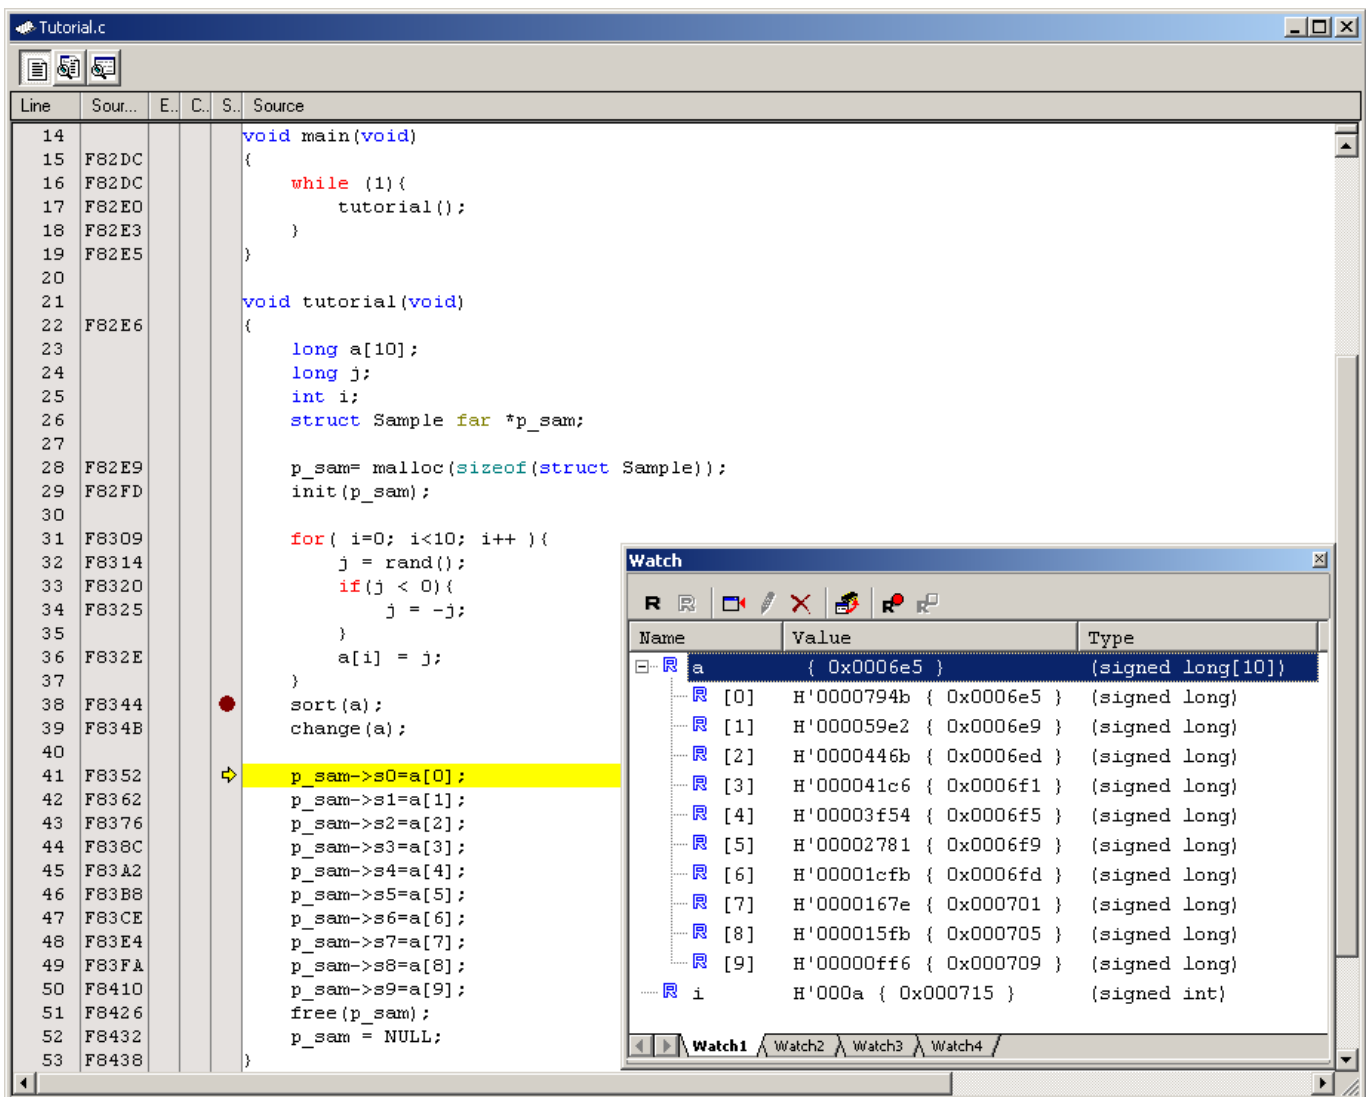 Tutorial.c
Line Sour... E.. C.. S.. Source
14 void main(void)
15 F82DC {
16 F82DC while (1){
17 F82E0 tutorial();
18 F82E3 }
19 F82E5 }
20
21 void tutorial(void)
22 F82E6 {
23 long a[10];
24 long j;
25 int i;
26 struct Sample far *p_sam;
27
28 F82E9 p_sam= malloc(sizeof(struct Sample));
29 F82FD init(p_sam);
30
31 F8309 for( i=0; i<10; i++ ){
32 F8314 j = rand();
33 F8320 if(j < 0){
34 F8325 j = -j;
35 }
36 F832E a[i] = j;
37 }
38 F8344 sort(a);
39 F834B change(a);
40
41 F8352 p_sam->s0=a[0];
42 F8362 p_sam->s1=a[1];
43 F8376 p_sam->s2=a[2];
44 F838C p_sam->s3=a[3];
45 F83A2 p_sam->s4=a[4];
46 F83B8 p_sam->s5=a[5];
47 F83CE p_sam->s6=a[6];
48 F83E4 p_sam->s7=a[7];
49 F83FA p_sam->s8=a[8];
50 F8410 p_sam->s9=a[9];
51 F8426 free(p_sam);
52 F8432 p_sam = NULL;
53 F8438 }
Watch
R R R R
Name Value Type
R a { 0x0006e5 } (signed long[10])
R [0] H'0000794b { 0x0006e5 } (signed long)
R [1] H'000059e2 { 0x0006e9 } (signed long)
R [2] H'0000446b { 0x0006ed } (signed long)
R [3] H'000041c6 { 0x0006f1 } (signed long)
R [4] H'00003f54 { 0x0006f5 } (signed long)
R [5] H'00002781 { 0x0006f9 } (signed long)
R [6] H'00001cfb { 0x0006fd } (signed long)
R [7] H'0000167e { 0x000701 } (signed long)
R [8] H'000015fb { 0x000705 } (signed long)
R [9] H'00000ff6 { 0x000709 } (signed long)
R i H'000a { 0x000715 } (signed int)
Watch1 Watch2 Watch3 Watch4